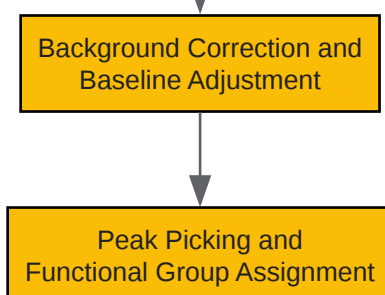 Background Correction and
Baseline Adjustment
Peak Picking and
Functional Group Assignment